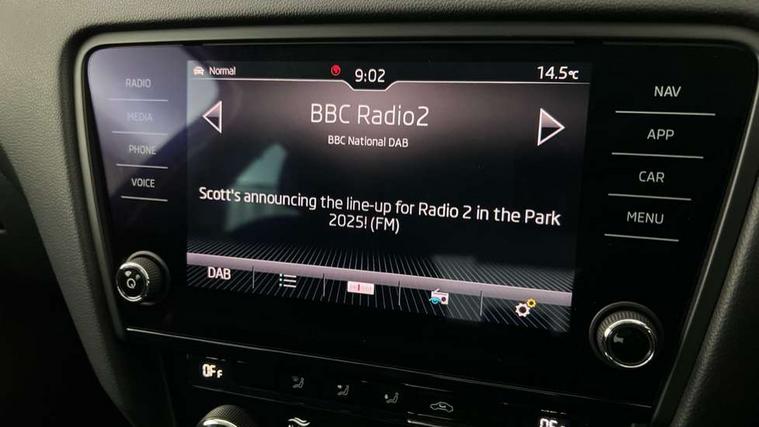 RADIO
MEDIA
PHONE
VOICE
Normal
9:02
14.5°C
BBC Radio2
BBC National DAB
Scott's announcing the line-up for Radio 2 in the Park
2025! (FM)
DAB
NAV
APP
CAR
MENU
OFF